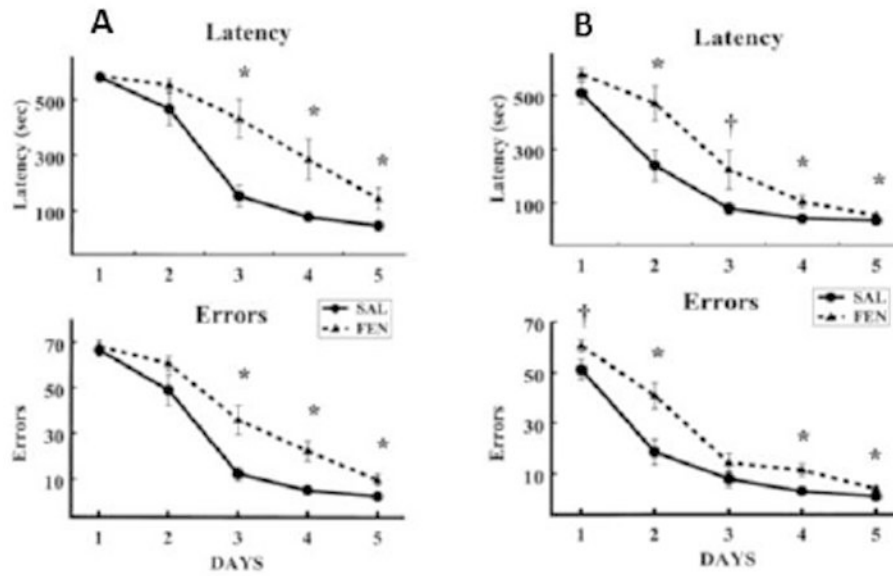 A
Latency
Latency (sec)
500
300
100
*
*
*
1 2 3 4 5
Errors
SAL
FEN
Errors
70
50
30
10
*
*
*
1 2 3 4 5
DAYS
B
Latency
Latency (sec)
500
300
100
*
†
*
*
1 2 3 4 5
Errors
SAL
FEN
Errors
70
50
30
10
†
*
*
*
1 2 3 4 5
DAYS